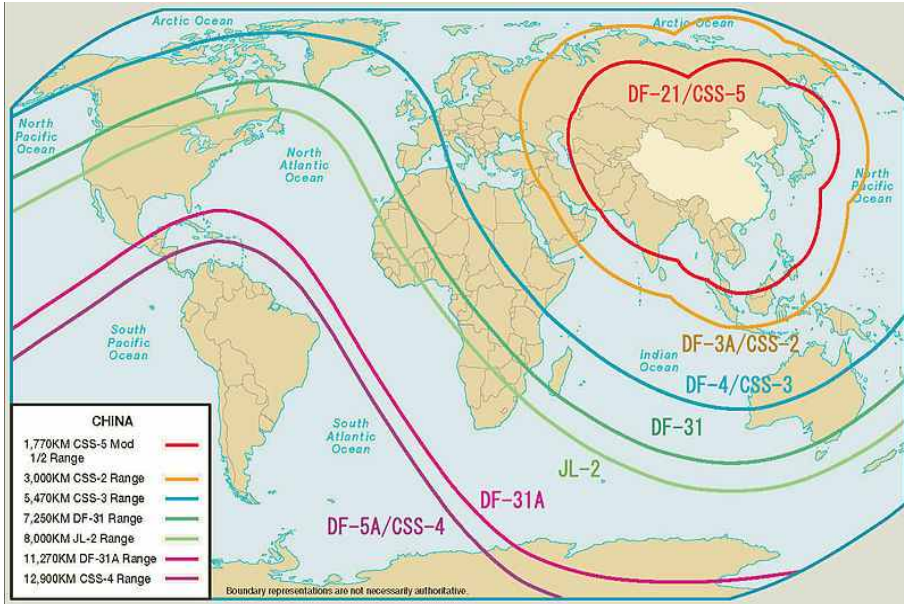 Arctic Ocean
Arctic Ocean
DF-21/CSS-5
North
Pacific
Ocean
North
Atlantic
Ocean
North
Pacific
Ocean
South
Pacific
Ocean
Indian
Ocean
DF-3A/CSS-2
DF-4/CSS-3
DF-31
South
Atlantic
Ocean
JL-2
DF-31A
DF-5A/CSS-4
CHINA
1,770KM CSS-5 Mod
1/2 Range
3,000KM CSS-2 Range
5,470KM CSS-3 Range
7,250KM DF-31 Range
8,000KM JL-2 Range
11,270KM DF-31A Range
12,900KM CSS-4 Range
Boundary representations are not necessarily authoritative.